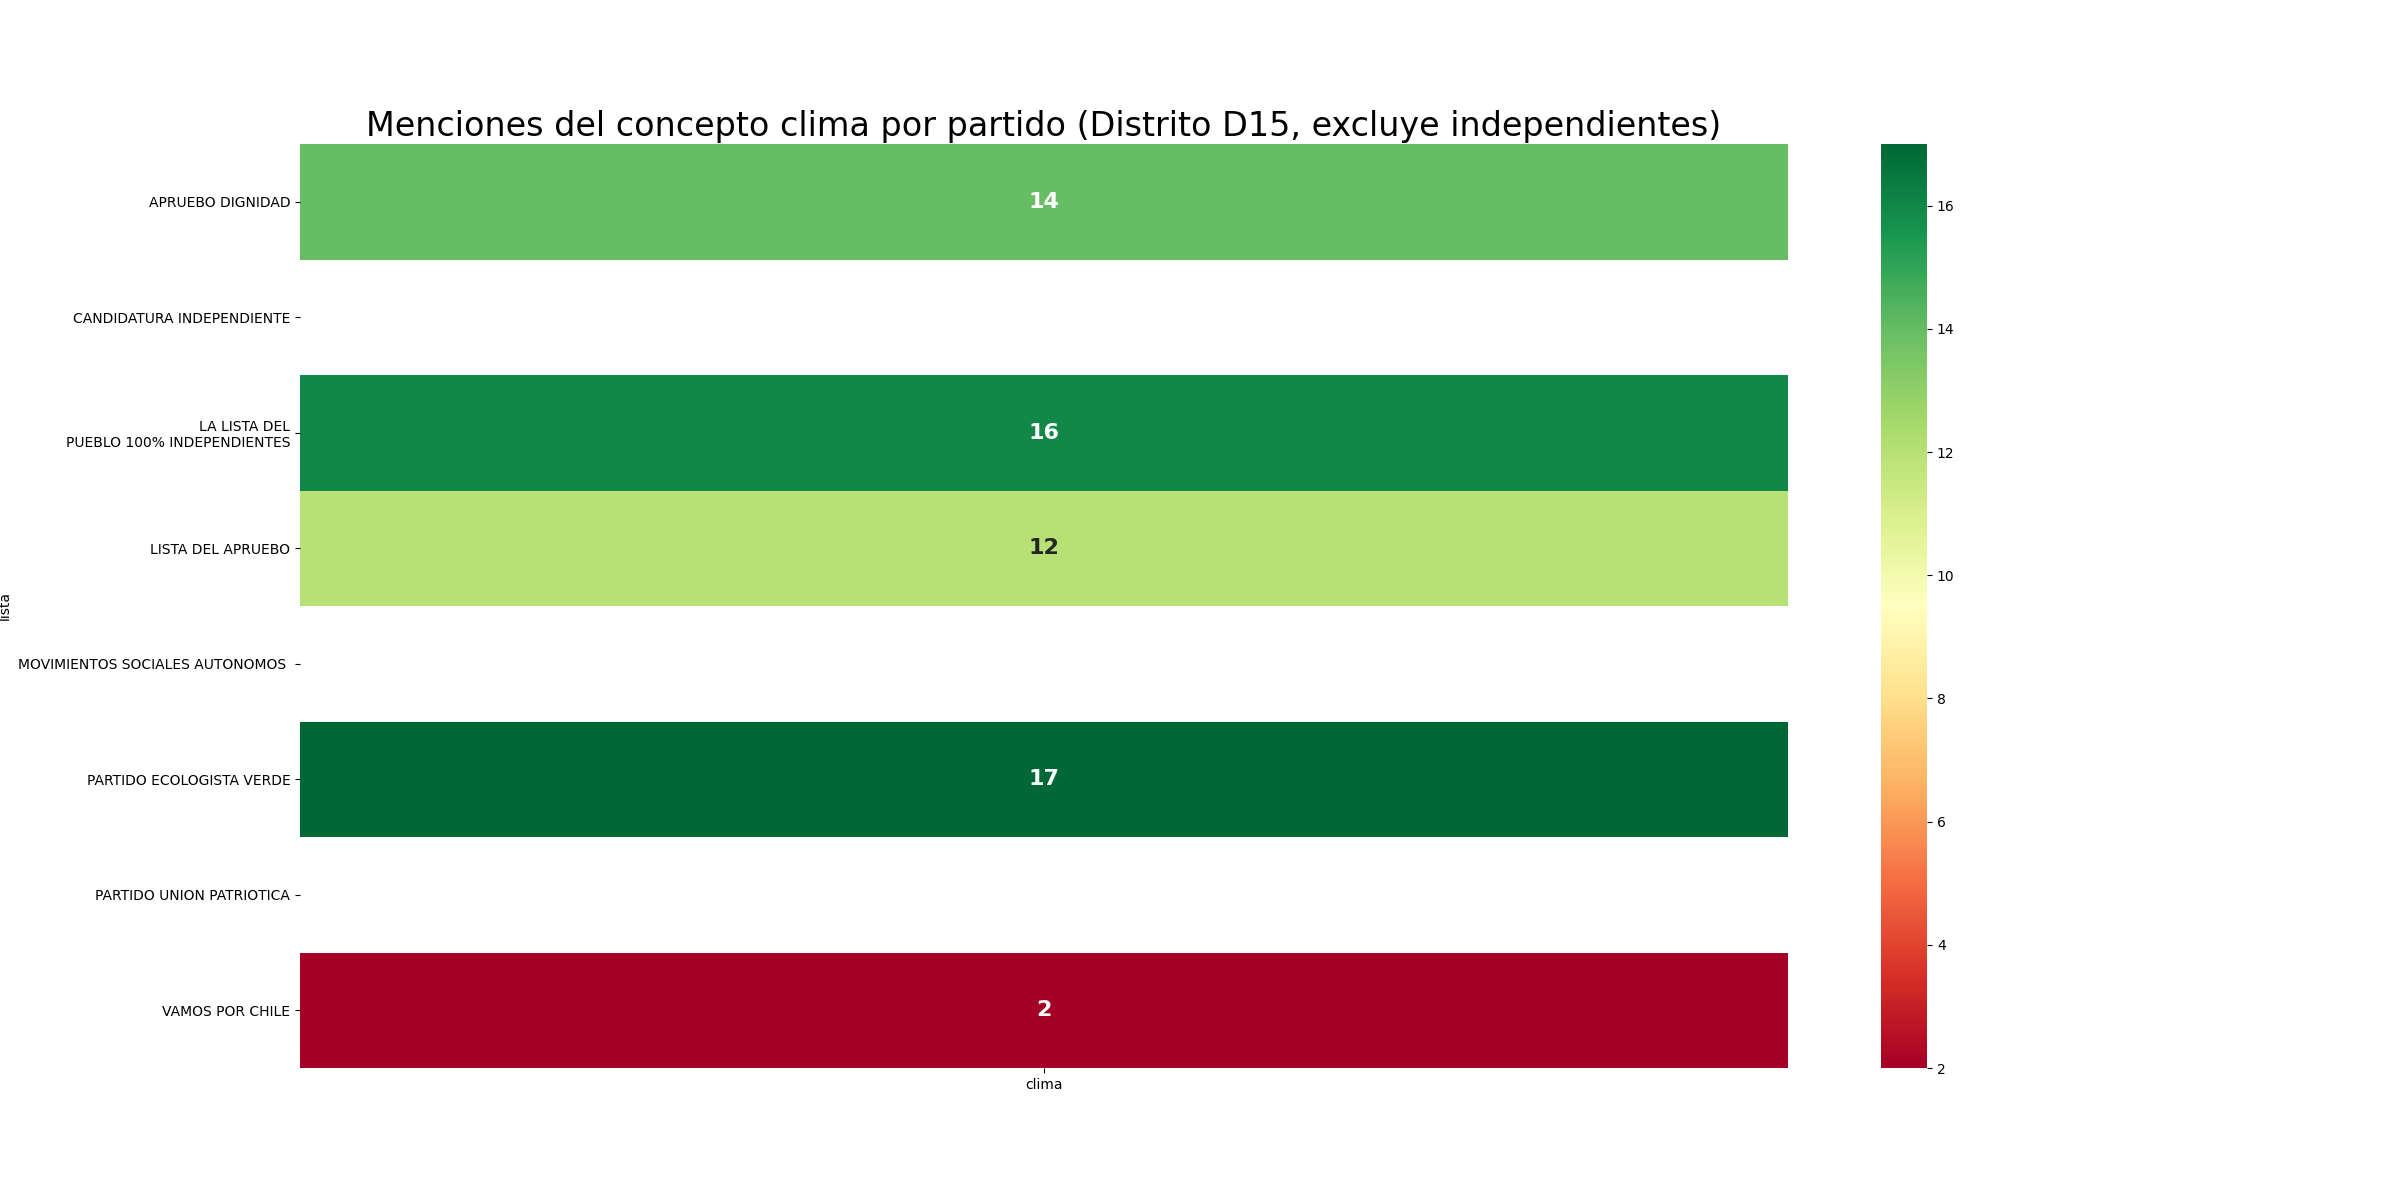 Menciones del concepto clima por partido (Distrito D15, excluye independientes)
APRUEBO DIGNIDAD
14
CANDIDATURA INDEPENDIENTE
LA LISTA DEL
PUEBLO 100% INDEPENDIENTES
16
LISTA DEL APRUEBO
12
MOVIMIENTOS SOCIALES AUTONOMOS
PARTIDO ECOLOGISTA VERDE
17
PARTIDO UNION PATRIOTICA
VAMOS POR CHILE
2
lista
clima
16
14
12
10
8
6
4
2